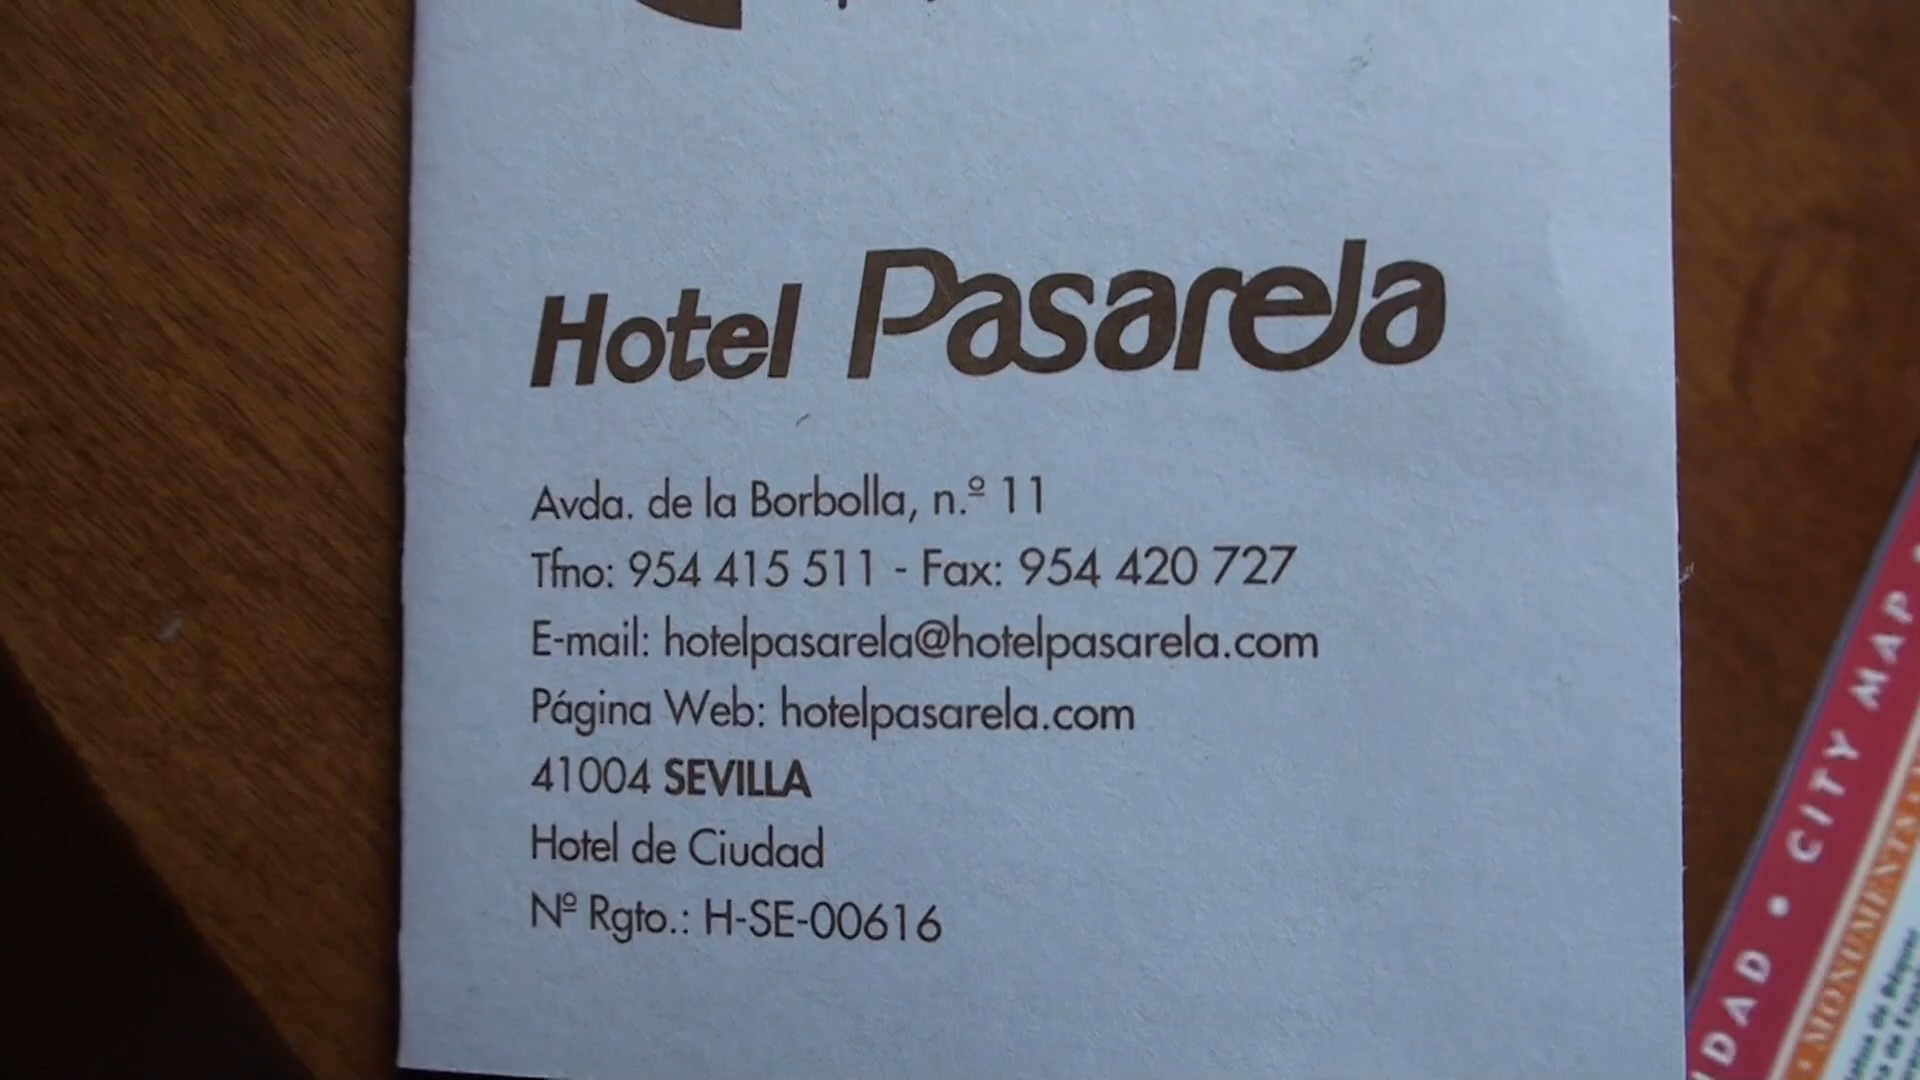 Hotel Pasarela
Avda. de la Borbolla, n.º 11
Tfno: 954 415 511 - Fax: 954 420 727
E-mail: hotelpasarela@hotelpasarela.com
Página Web: hotelpasarela.com
41004 SEVILLA
Hotel de Ciudad
Nº Rgto.: H-SE-00616
DAD • CITY MAP •
• MONUMENTS